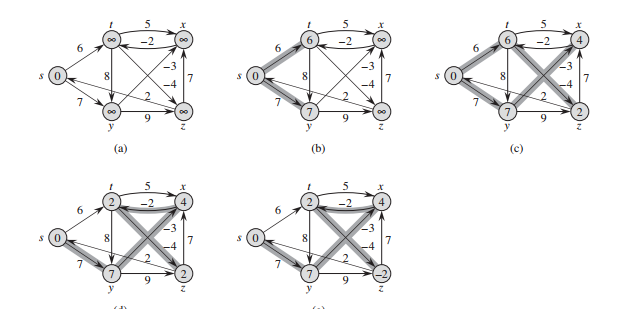 t 5 x
6 ∞ −2 ∞
s 0 8 −3 −4 7
7 2
∞ 9 ∞
y z
(a)
t 5 x
6 6 −2 ∞
s 0 8 −3 −4 7
7 2
7 9 ∞
y z
(b)
t 5 x
6 6 −2 4
s 0 8 −3 −4 7
7 2
7 9 2
y z
(c)
t 5 x
6 2 −2 4
s 0 8 −3 −4 7
7 2
7 9 2
y z
t 5 x
6 2 −2 4
s 0 8 −3 −4 7
7 2
7 9 −2
y z